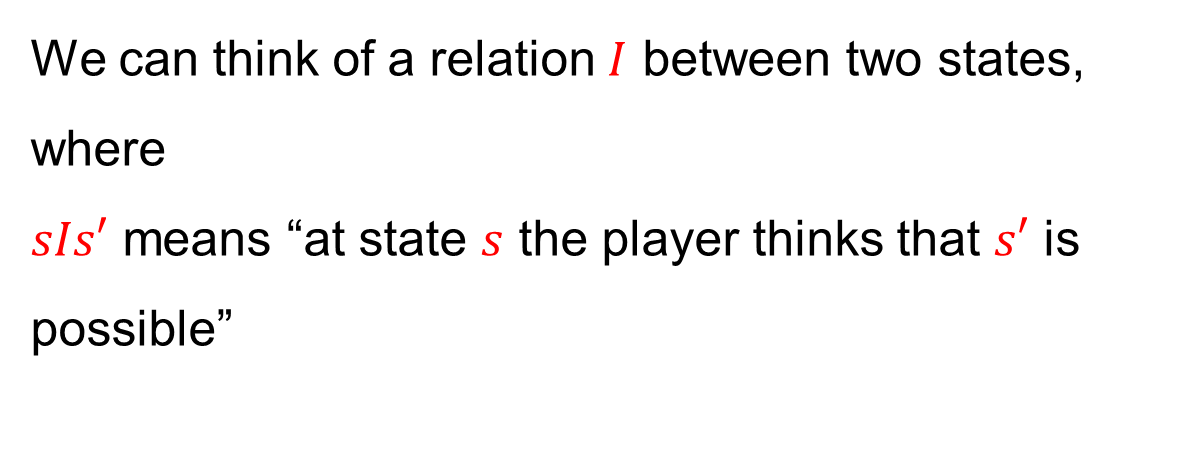 We can think of a relation I between two states,
where
sIs′ means “at state s the player thinks that s′ is
possible”